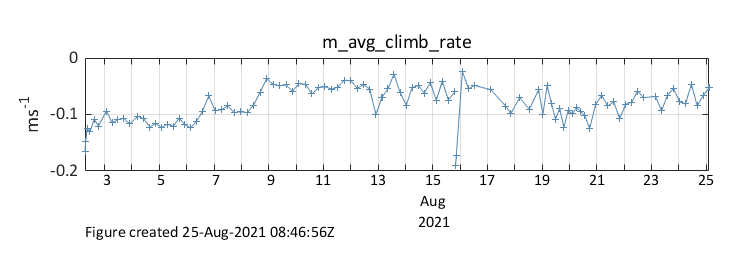 m_avg_climb_rate
0
-0.1
-0.2
ms-1
3 5 7 9 11 13 15 17 19 21 23 25
Aug
2021
Figure created 25-Aug-2021 08:46:56Z